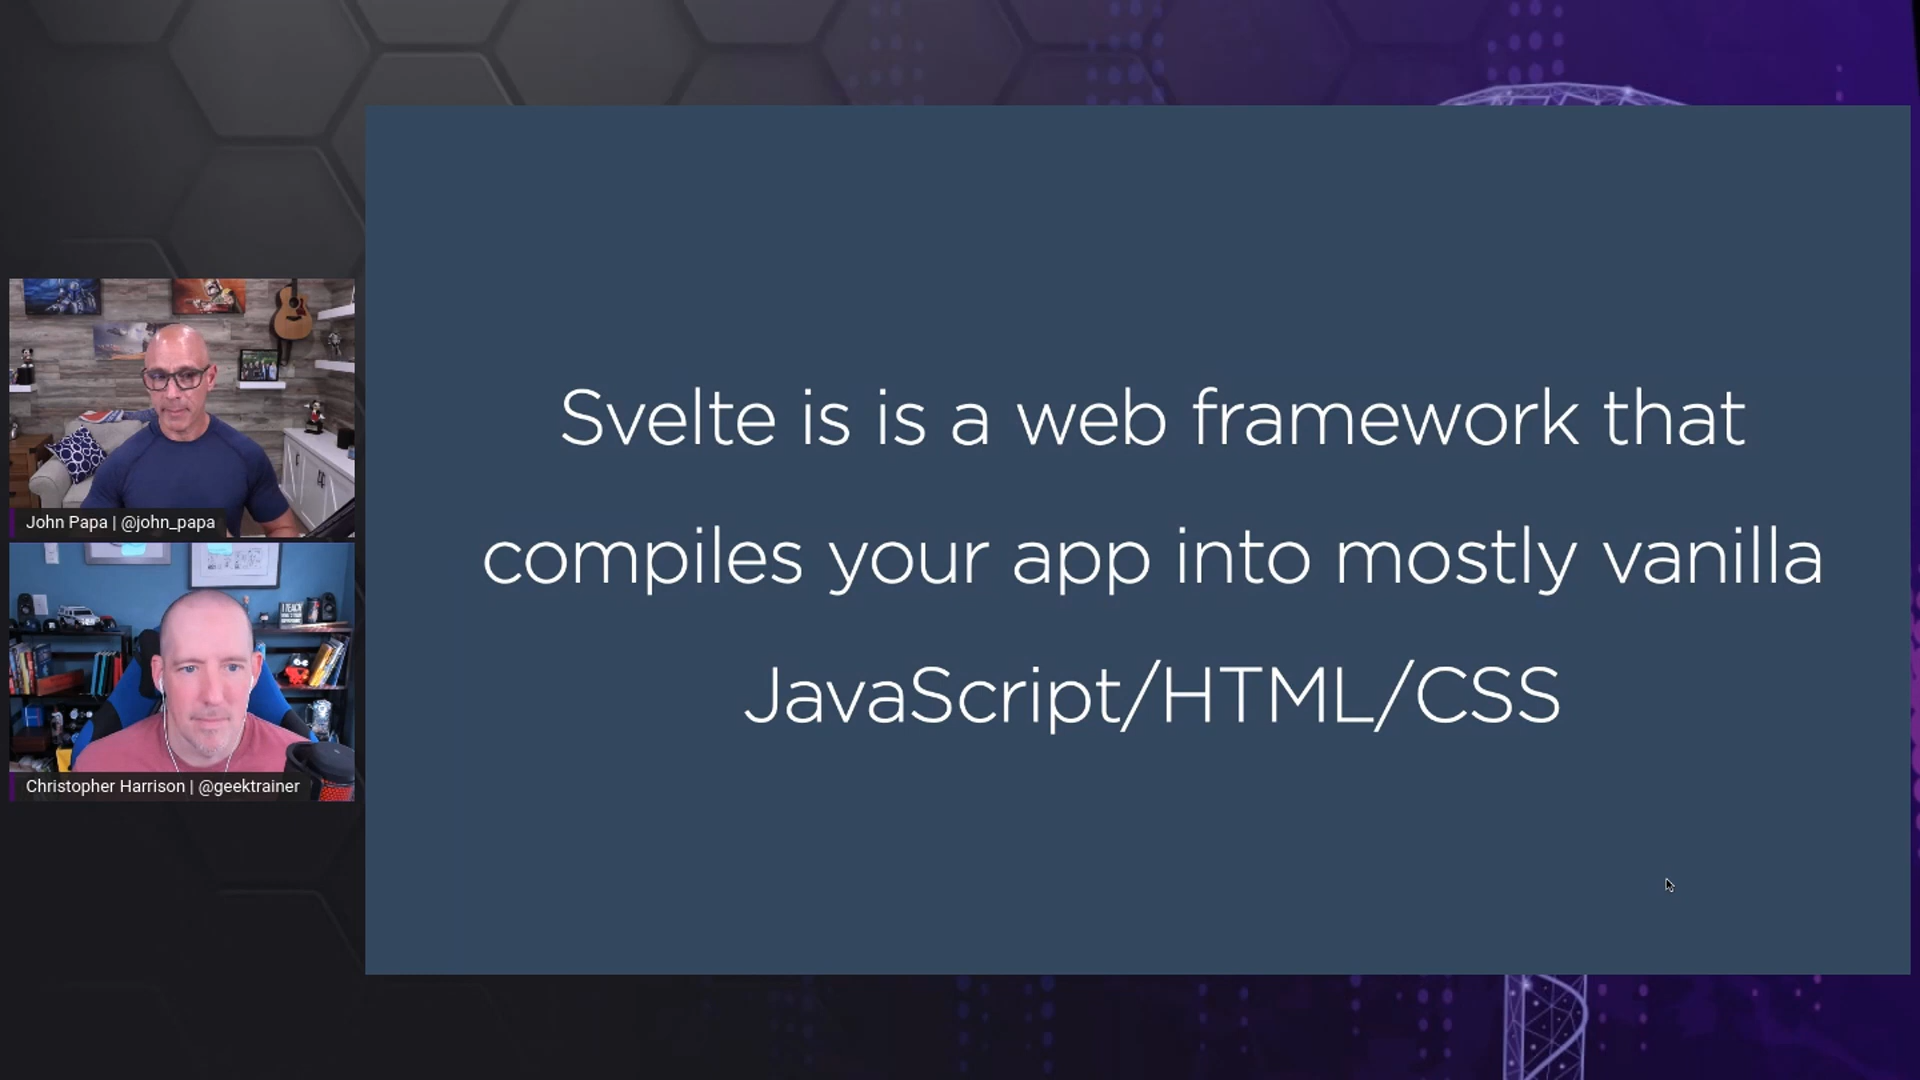 Svelte is is a web framework that
compiles your app into mostly vanilla
JavaScript/HTML/CSS
John Papa | @john_papa
I TEACH
Christopher Harrison | @geektrainer